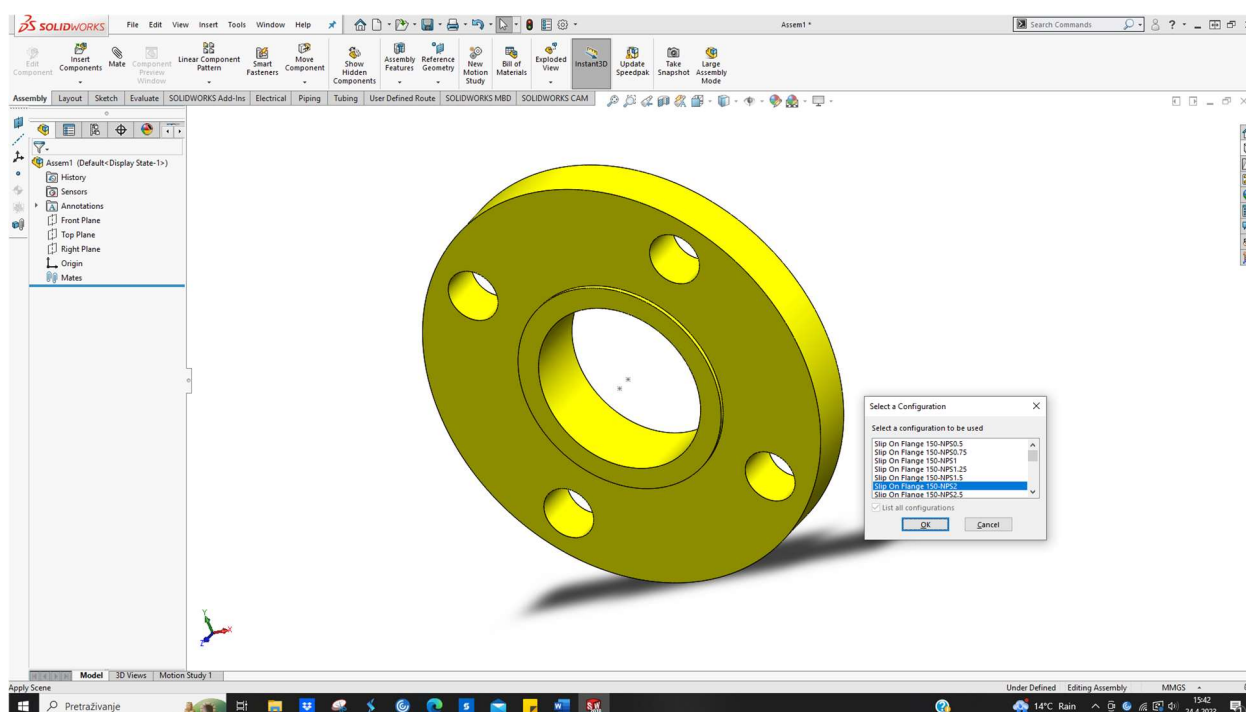 SOLIDWORKS File Edit View Insert Tools Window Help Assem1 * Search Commands
Edit Component
Insert Components
Mate
Component Preview Window
Linear Component Pattern
Smart Fasteners
Move Component
Show Hidden Components
Assembly Features
Reference Geometry
New Motion Study
Bill of Materials
Exploded View
Instant3D
Update Speedpak
Take Snapshot
Large Assembly Mode
Assembly Layout Sketch Evaluate SOLIDWORKS Add-Ins Electrical Piping Tubing User Defined Route SOLIDWORKS MBD SOLIDWORKS CAM
Assem1 (Default<Display State-1>)
History
Sensors
Annotations
Front Plane
Top Plane
Right Plane
Origin
Mates
Select a Configuration
Select a configuration to be used
Slip On Flange 150-NPS0.5
Slip On Flange 150-NPS0.75
Slip On Flange 150-NPS1
Slip On Flange 150-NPS1.25
Slip On Flange 150-NPS1.5
Slip On Flange 150-NPS2
Slip On Flange 150-NPS2.5
List all configurations
OK Cancel
Y
X
Z
Model 3D Views Motion Study 1
Apply Scene Under Defined Editing Assembly MMGS
Pretraživanje 14°C Rain 15:42
24.4.2023